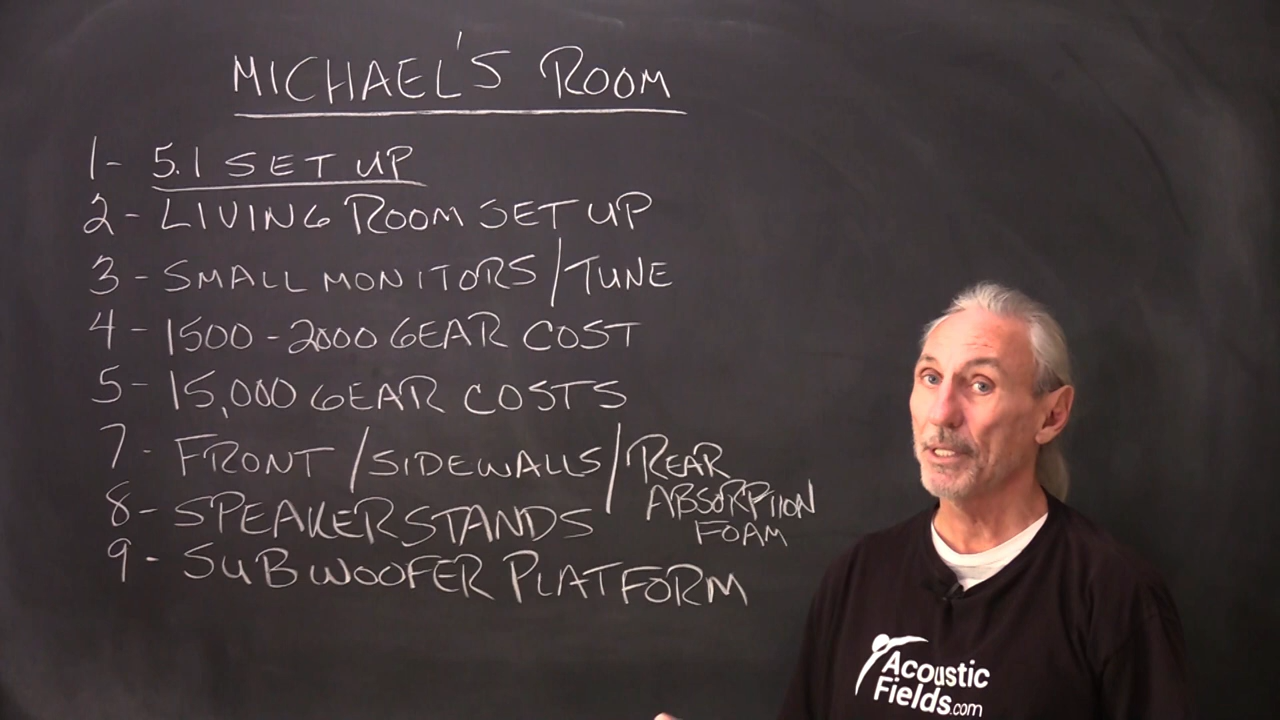 MICHAEL'S ROOM
1- 5.1 SET UP
2- LIVING ROOM SET UP
3- SMALL MONITORS/TUNE
4- 1500-2000 GEAR COST
5- 15,000 GEAR COSTS
7- FRONT/SIDEWALLS/REAR
ABSORPTION
FOAM
8- SPEAKER STANDS
9- SUBWOOFER PLATFORM
Acoustic
Fields.com